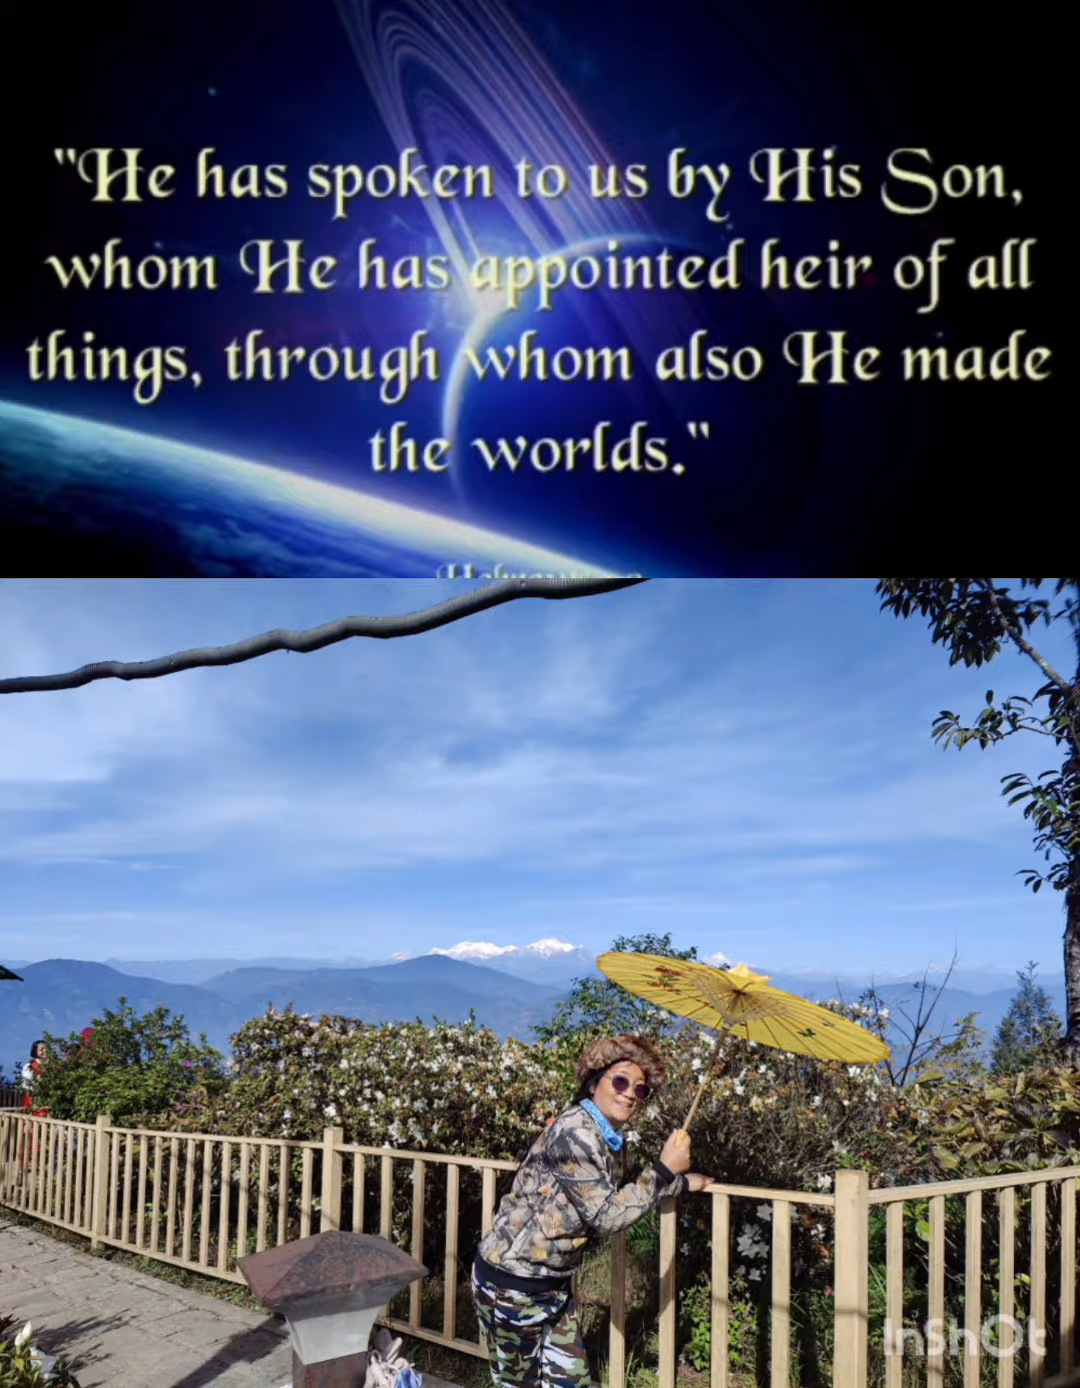 "He has spoken to us by His Son,
whom He has appointed heir of all
things, through whom also He made
the worlds."
InShOt